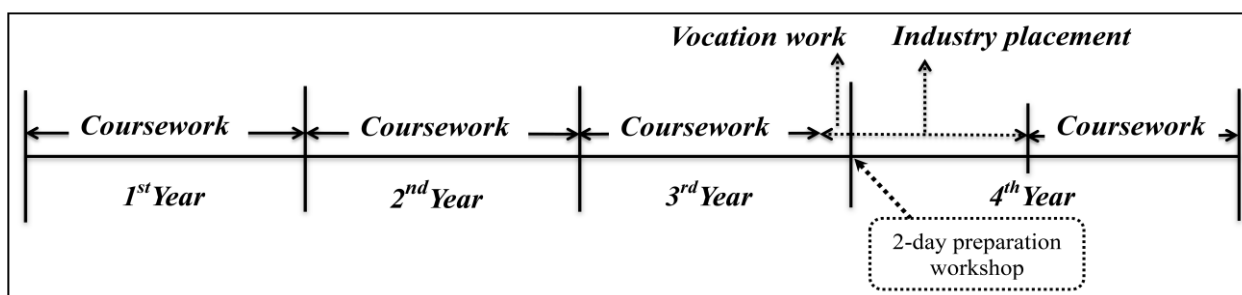 Vocation work Industry placement
Coursework Coursework Coursework Coursework
1st Year 2nd Year 3rd Year 4th Year
2-day preparation
workshop